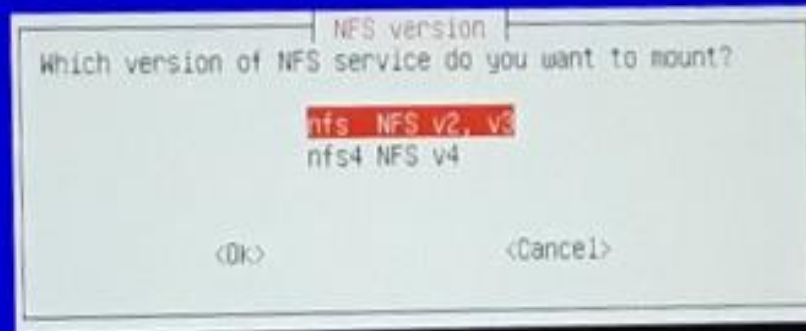 NFS version
Which version of NFS service do you want to mount?
nfs NFS v2, v3
nfs4 NFS v4
<Ok> <Cancel>